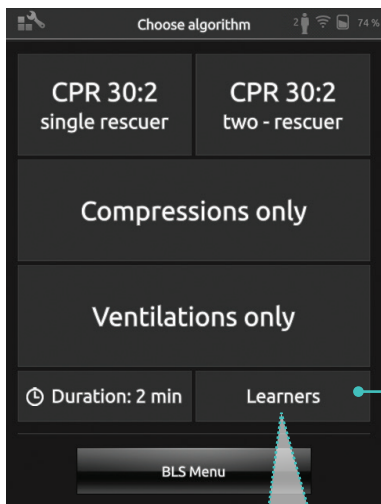 Choose algorithm 2 74 %
CPR 30:2 CPR 30:2
single rescuer two - rescuer
Compressions only
Ventilations only
Duration: 2 min Learners
BLS Menu